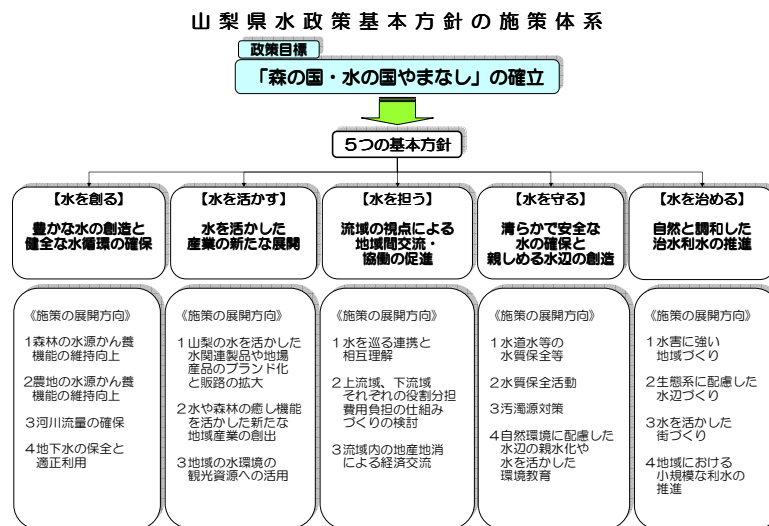 山梨県水政策基本方針の施策体系
政策目標
「森の国・水の国やまなし」の確立
5つの基本方針
【水を創る】
豊かな水の創造と
健全な水循環の確保
【水を活かす】
水を活かした
産業の新たな展開
【水を担う】
流域の視点による
地域間交流・
協働の促進
【水を守る】
清らかで安全な
水の確保と
親しめる水辺の創造
【水を治める】
自然と調和した
治水利水の推進
《施策の展開方向》
1森林の水源かん養
機能の維持向上
2農地の水源かん養
機能の維持向上
3河川流量の確保
4地下水の保全と
適正利用
《施策の展開方向》
1山梨の水を活かした
水関連製品や地場
産品のブランド化
と販路の拡大
2水や森林の癒し機能
を活かした新たな
地域産業の創出
3地域の水環境の
観光資源への活用
《施策の展開方向》
1水を巡る連携と
相互理解
2上流域、下流域
それぞれの役割分担
費用負担の仕組み
づくりの検討
3流域内の地産地消
による経済交流
《施策の展開方向》
1水道水等の
水質保全等
2水質保全活動
3汚濁源対策
4自然環境に配慮した
水辺の親水化や
水を活かした
環境教育
《施策の展開方向》
1水害に強い
地域づくり
2生態系に配慮した
水辺づくり
3水を活かした
街づくり
4地域における
小規模な利水の
推進